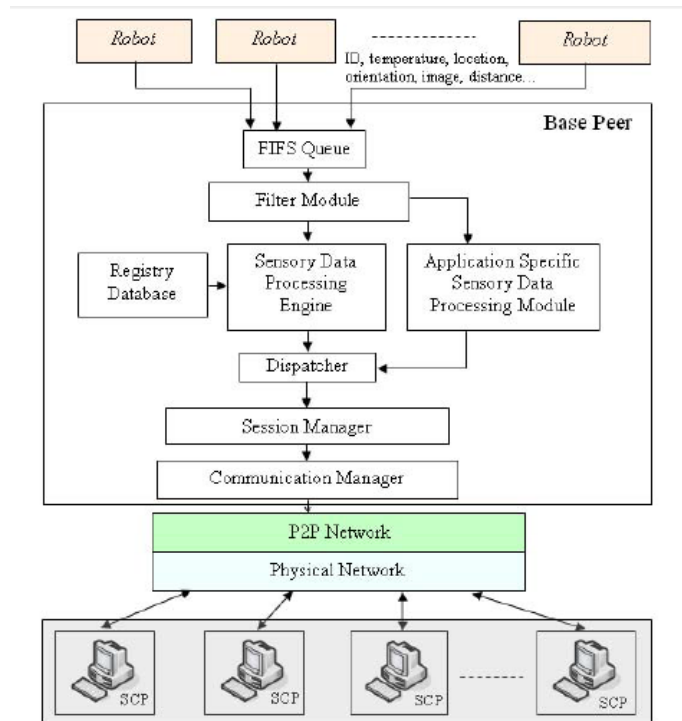 Robot
Robot
Robot
ID, temperature, location,
orientation, image, distance...
Base Peer
FIFS Queue
Filter Module
Registry
Database
Sensory Data
Processing
Engine
Application Specific
Sensory Data
Processing Module
Dispatcher
Session Manager
Communication Manager
P2P Network
Physical Network
SCP
SCP
SCP
SCP